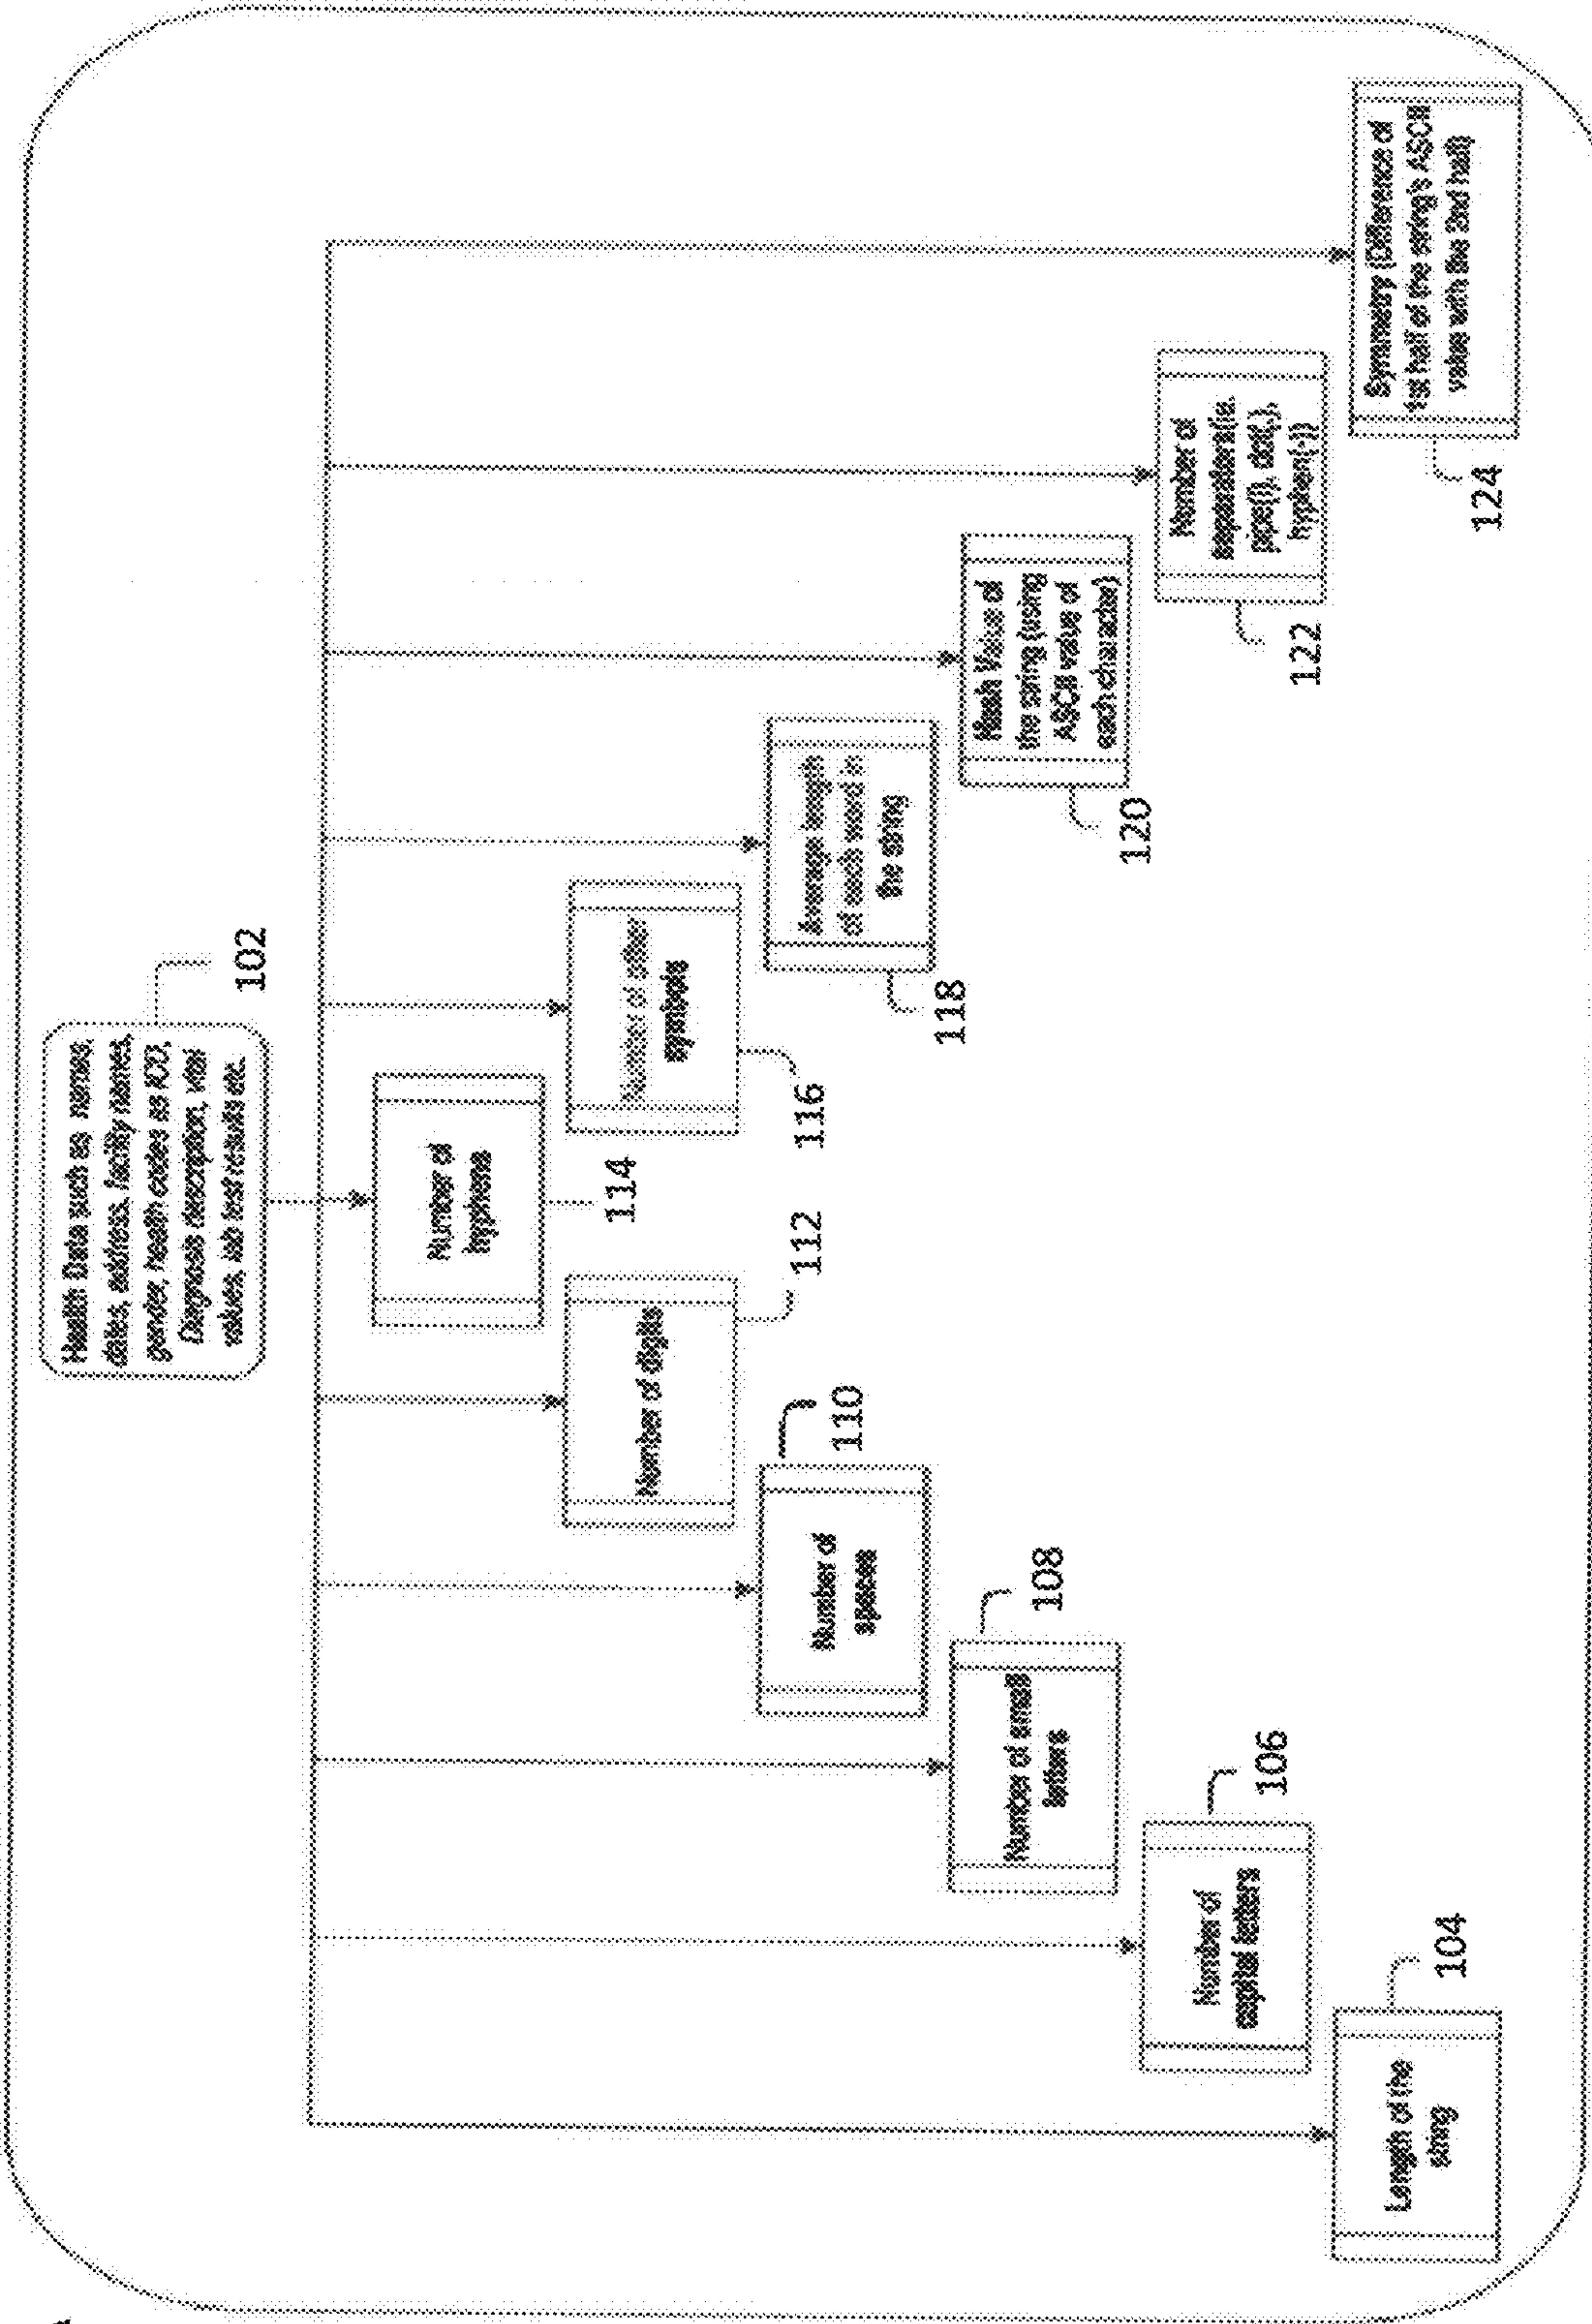 Health Data such as names,
dates, address, facility names,
gender, health codes as ICD,
Diagnosis description, vital
values, lab test results etc.
102
Length of the
string
104
Number of
capital letters
106
Number of small
letters
108
Number of
spaces
110
Number of digits
112
Number of
hyphens
114
Number of other
symbols
116
Average length
of each word in
the string
118
Hash Value of
the string (using
ASCII value of
each character)
120
Number of
separators(ie.
pipe(|), dot(.),
hyphen(-))
122
Symmetry (Difference of
1st half of the string's ASCII
value with the 2nd half)
124